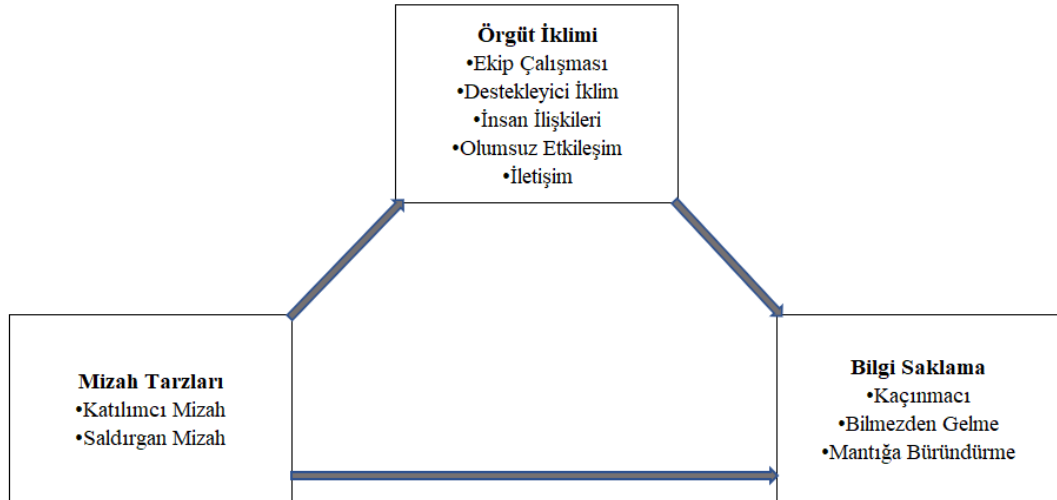 Örgüt İklimi
•Ekip Çalışması
•Destekleyici İklim
•İnsan İlişkileri
•Olumsuz Etkileşim
•İletişim
Mizah Tarzları
•Katılımcı Mizah
•Saldırgan Mizah
Bilgi Saklama
•Kaçınmacı
•Bilmezden Gelme
•Mantığa Büründürme